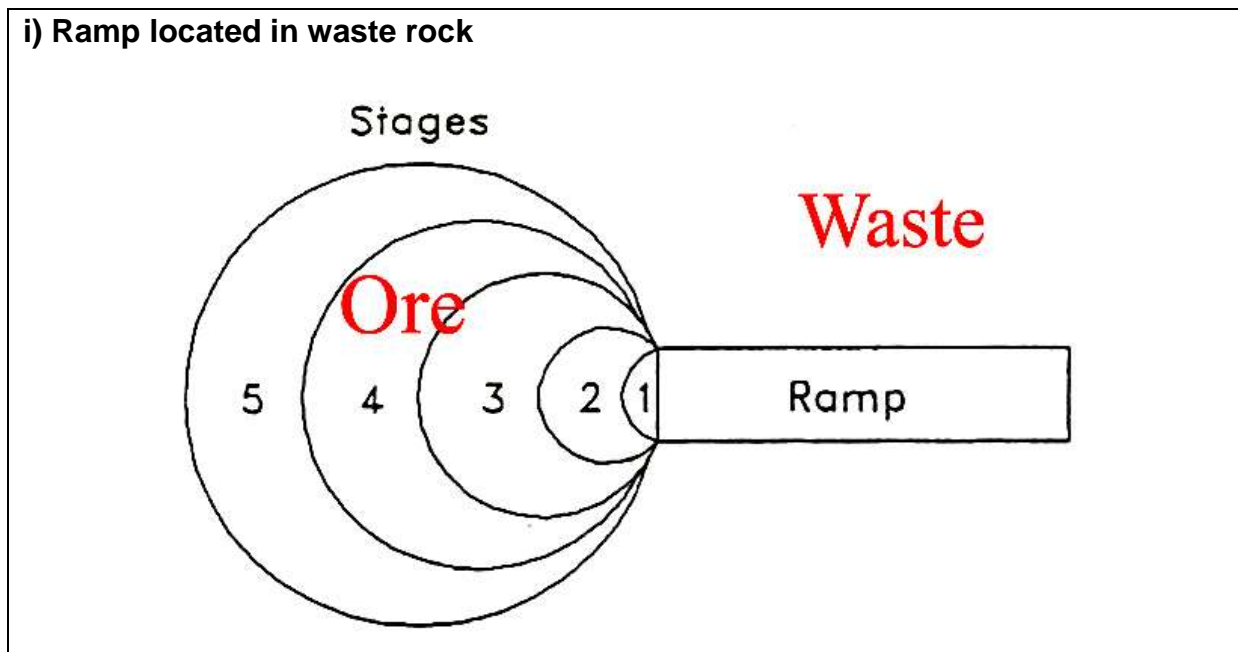 i) Ramp located in waste rock
Stages
Waste
Ore
5 4 3 2 1 Ramp